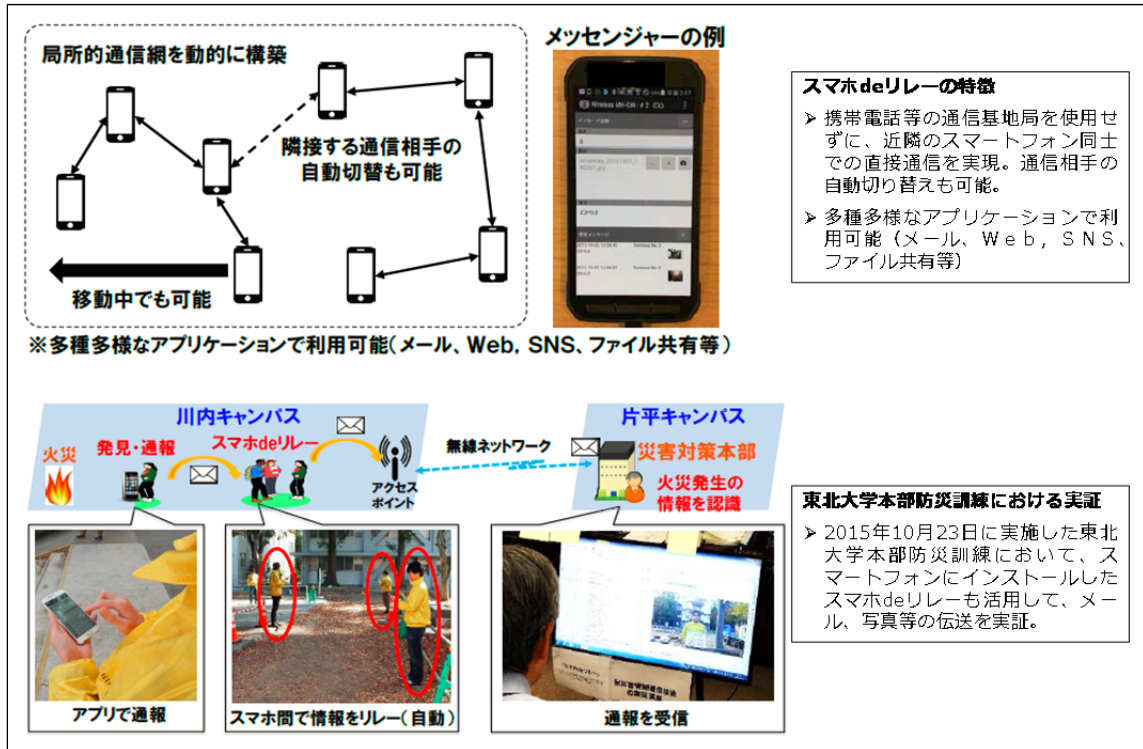 局所的通信網を動的に構築
隣接する通信相手の
自動切替も可能
移動中でも可能
メッセンジャーの例
※多種多様なアプリケーションで利用可能(メール、Web, SNS、ファイル共有等)
スマホdeリレーの特徴
➢ 携帯電話等の通信基地局を使用せ
ずに、近隣のスマートフォン同士
での直接通信を実現。通信相手の
自動切り替えも可能。
➢ 多種多様なアプリケーションで利
用可能（メール、Ｗｅｂ，ＳＮＳ、
ファイル共有等）
川内キャンパス
火災
発見・通報
スマホdeリレー
アクセス
ポイント
無線ネットワーク
片平キャンパス
災害対策本部
火災発生の
情報を認識
アプリで通報
スマホ間で情報をリレー(自動)
通報を受信
東北大学本部防災訓練における実証
➢ 2015年10月23日に実施した東北
大学本部防災訓練において、ス
マートフォンにインストールした
スマホdeリレーも活用して、メー
ル、写真等の伝送を実証。